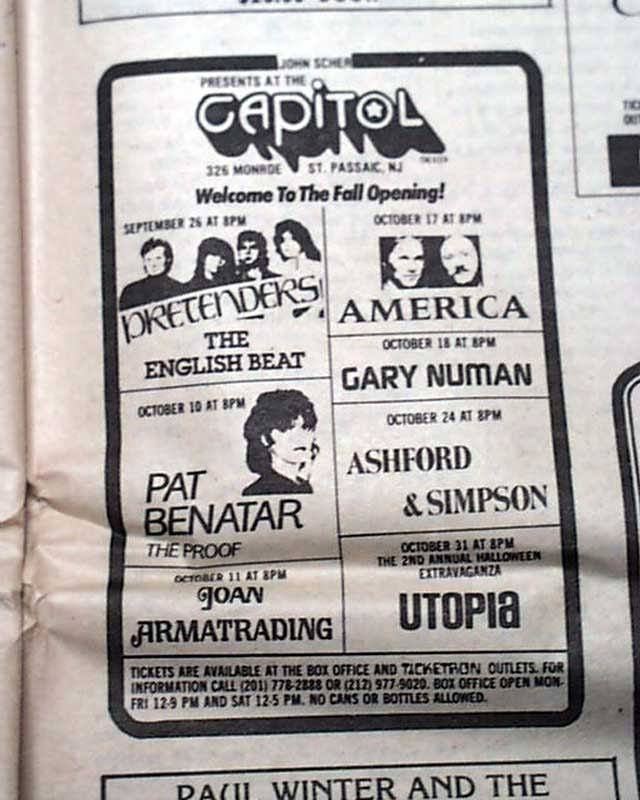 JOHN SCHER
PRESENTS AT THE
CAPITOL
THEATER
326 MONROE ST. PASSAIC, NJ
Welcome To The Fall Opening!
SEPTEMBER 26 AT 8PM
PRETENDERS
THE
ENGLISH BEAT
OCTOBER 10 AT 8PM
PAT
BENATAR
THE PROOF
OCTOBER 11 AT 8PM
JOAN
ARMATRADING
OCTOBER 17 AT 8PM
AMERICA
OCTOBER 18 AT 8PM
GARY NUMAN
OCTOBER 24 AT 8PM
ASHFORD
& SIMPSON
OCTOBER 31 AT 8PM
THE 2ND ANNUAL HALLOWEEN
EXTRAVAGANZA
UTOPIA
TICKETS ARE AVAILABLE AT THE BOX OFFICE AND TICKETRON OUTLETS. FOR
INFORMATION CALL (201) 778-2888 OR (212) 977-9020. BOX OFFICE OPEN MON-
FRI 12-9 PM AND SAT 12-5 PM. NO CANS OR BOTTLES ALLOWED.
PAUL WINTER AND THE